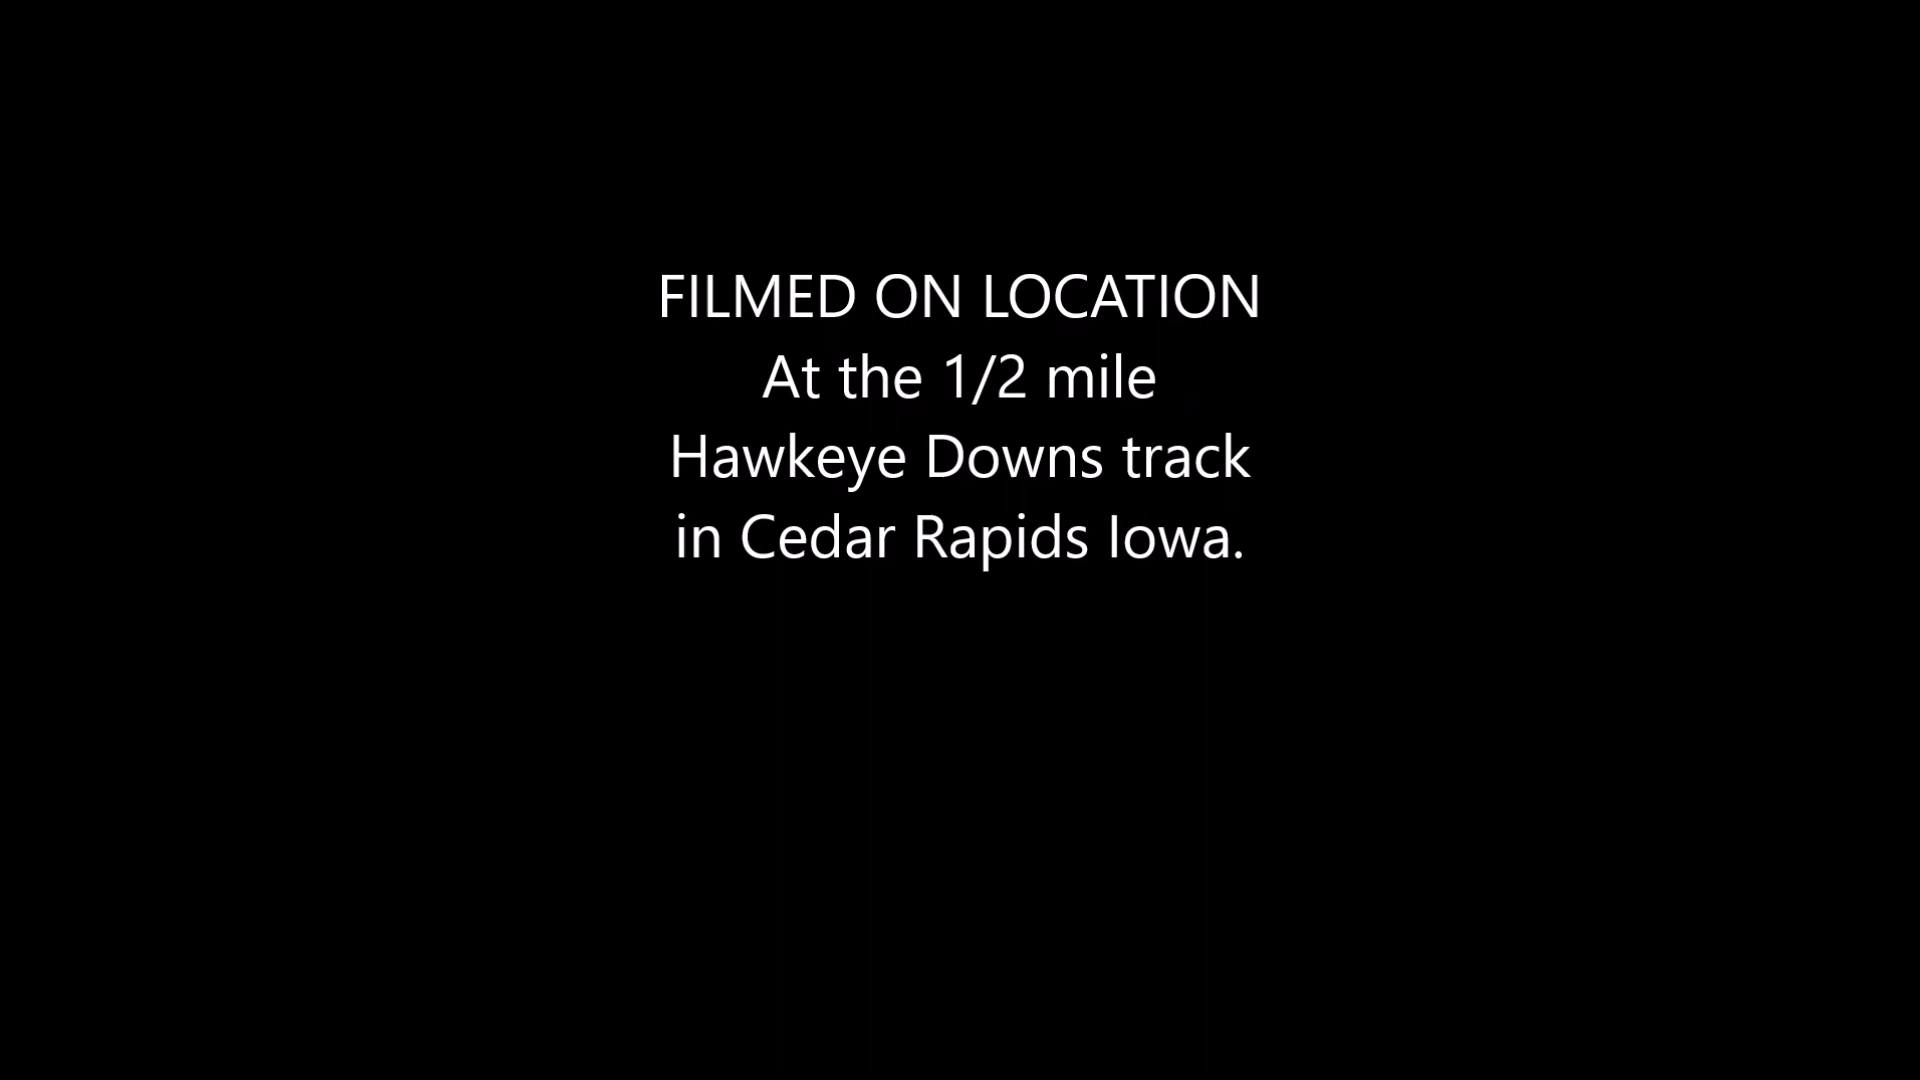 FILMED ON LOCATION
At the 1/2 mile
Hawkeye Downs track
in Cedar Rapids Iowa.